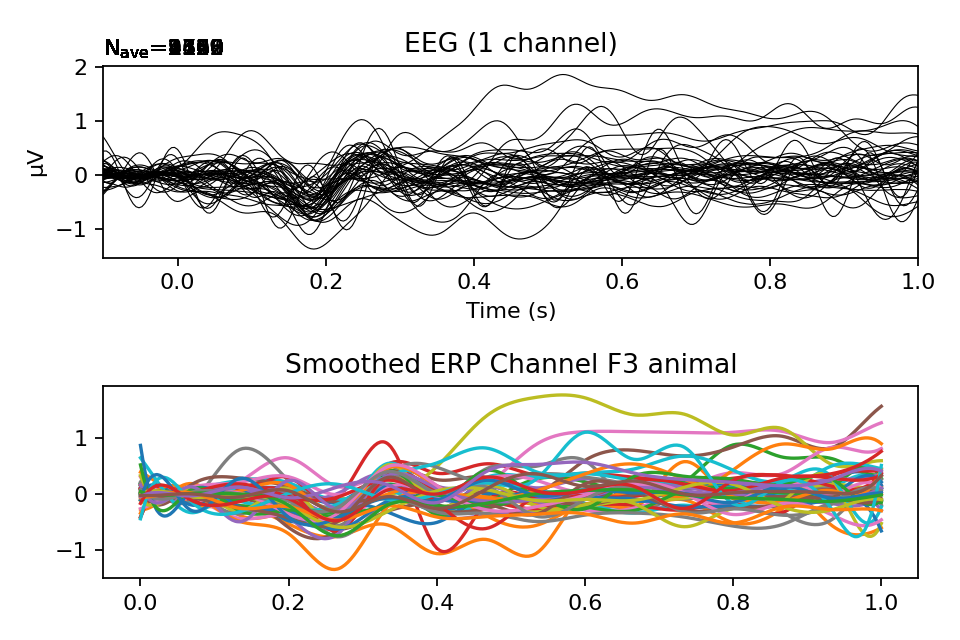 N_ave=
EEG (1 channel)
2
1
0
−1
µV
0.0 0.2 0.4 0.6 0.8 1.0
Time (s)
Smoothed ERP Channel F3 animal
1
0
−1
0.0 0.2 0.4 0.6 0.8 1.0